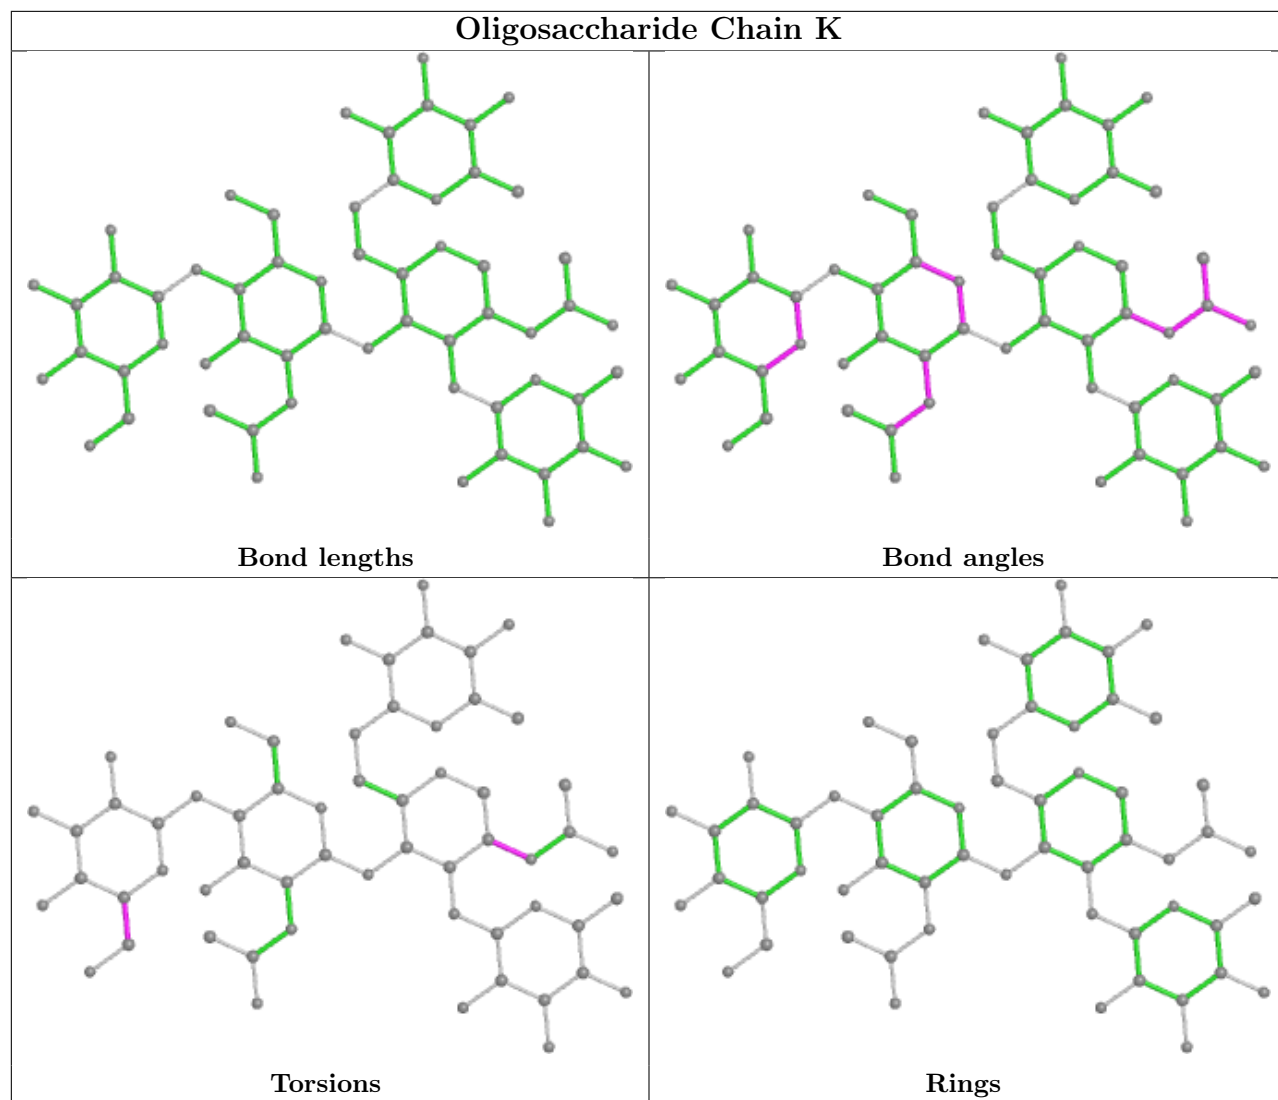 Oligosaccharide Chain K
Bond lengths
Bond angles
Torsions
Rings